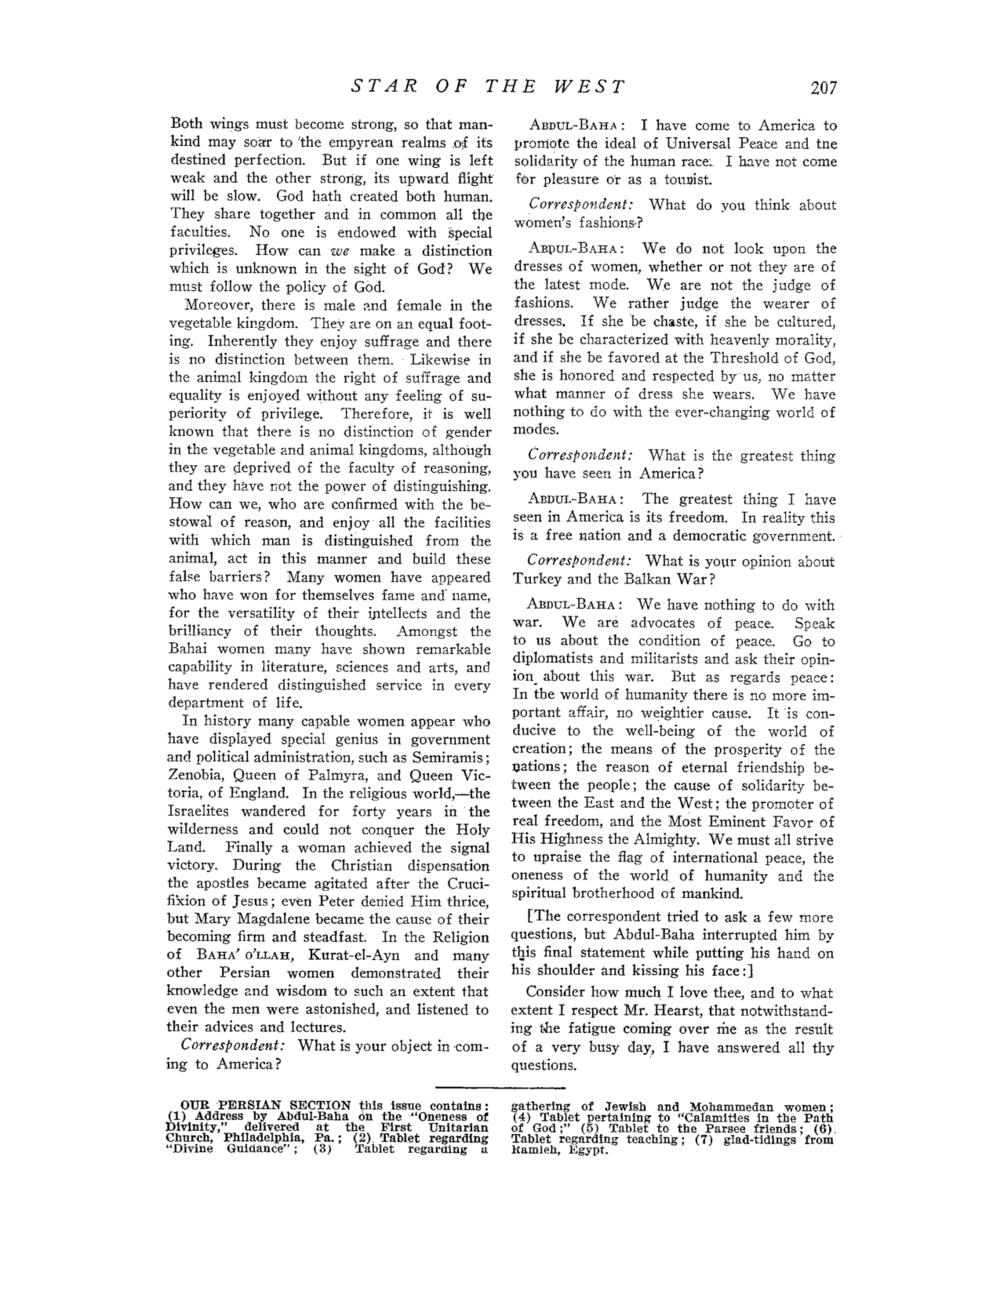 STAR OF THE WEST 207
Both wings must become strong, so that man-
kind may soar to the empyrean realms of its
destined perfection. But if one wing is left
weak and the other strong, its upward flight
will be slow. God hath created both human.
They share together and in common all the
faculties. No one is endowed with special
privileges. How can we make a distinction
which is unknown in the sight of God? We
must follow the policy of God.
Moreover, there is male and female in the
vegetable kingdom. They are on an equal foot-
ing. Inherently they enjoy suffrage and there
is no distinction between them. Likewise in
the animal kingdom the right of suffrage and
equality is enjoyed without any feeling of su-
periority of privilege. Therefore, it is well
known that there is no distinction of gender
in the vegetable and animal kingdoms, although
they are deprived of the faculty of reasoning,
and they have not the power of distinguishing.
How can we, who are confirmed with the be-
stowal of reason, and enjoy all the facilities
with which man is distinguished from the
animal, act in this manner and build these
false barriers? Many women have appeared
who have won for themselves fame and name,
for the versatility of their intellects and the
brilliancy of their thoughts. Amongst the
Bahai women many have shown remarkable
capability in literature, sciences and arts, and
have rendered distinguished service in every
department of life.
In history many capable women appear who
have displayed special genius in government
and political administration, such as Semiramis;
Zenobia, Queen of Palmyra, and Queen Vic-
toria, of England. In the religious world,—the
Israelites wandered for forty years in the
wilderness and could not conquer the Holy
Land. Finally a woman achieved the signal
victory. During the Christian dispensation
the apostles became agitated after the Cruci-
fixion of Jesus; even Peter denied Him thrice,
but Mary Magdalene became the cause of their
becoming firm and steadfast. In the Religion
of BAHA' O'LLAH, Kurat-el-Ayn and many
other Persian women demonstrated their
knowledge and wisdom to such an extent that
even the men were astonished, and listened to
their advices and lectures.
Correspondent: What is your object in com-
ing to America?
ABDUL-BAHA: I have come to America to
promote the ideal of Universal Peace and the
solidarity of the human race. I have not come
for pleasure or as a tourist.
Correspondent: What do you think about
women's fashions?
ABDUL-BAHA: We do not look upon the
dresses of women, whether or not they are of
the latest mode. We are not the judge of
fashions. We rather judge the wearer of
dresses. If she be chaste, if she be cultured,
if she be characterized with heavenly morality,
and if she be favored at the Threshold of God,
she is honored and respected by us, no matter
what manner of dress she wears. We have
nothing to do with the ever-changing world of
modes.
Correspondent: What is the greatest thing
you have seen in America?
ABDUL-BAHA: The greatest thing I have
seen in America is its freedom. In reality this
is a free nation and a democratic government.
Correspondent: What is your opinion about
Turkey and the Balkan War?
ABDUL-BAHA: We have nothing to do with
war. We are advocates of peace. Speak
to us about the condition of peace. Go to
diplomatists and militarists and ask their opin-
ion about this war. But as regards peace:
In the world of humanity there is no more im-
portant affair, no weightier cause. It is con-
ducive to the well-being of the world of
creation; the means of the prosperity of the
nations; the reason of eternal friendship be-
tween the people; the cause of solidarity be-
tween the East and the West; the promoter of
real freedom, and the Most Eminent Favor of
His Highness the Almighty. We must all strive
to upraise the flag of international peace, the
oneness of the world of humanity and the
spiritual brotherhood of mankind.
[The correspondent tried to ask a few more
questions, but Abdul-Baha interrupted him by
this final statement while putting his hand on
his shoulder and kissing his face:]
Consider how much I love thee, and to what
extent I respect Mr. Hearst, that notwithstand-
ing the fatigue coming over me as the result
of a very busy day, I have answered all thy
questions.
OUR PERSIAN SECTION this issue contains:
(1) Address by Abdul-Baha on the "Oneness of
Divinity," delivered at the First Unitarian
Church, Philadelphia, Pa.; (2) Tablet regarding
"Divine Guidance"; (3) Tablet regarding a
gathering of Jewish and Mohammedan women;
(4) Tablet pertaining to "Calamities in the Path
of God;" (5) Tablet to the Parsee friends; (6)
Tablet regarding teaching; (7) glad-tidings from
Ramleh, Egypt.